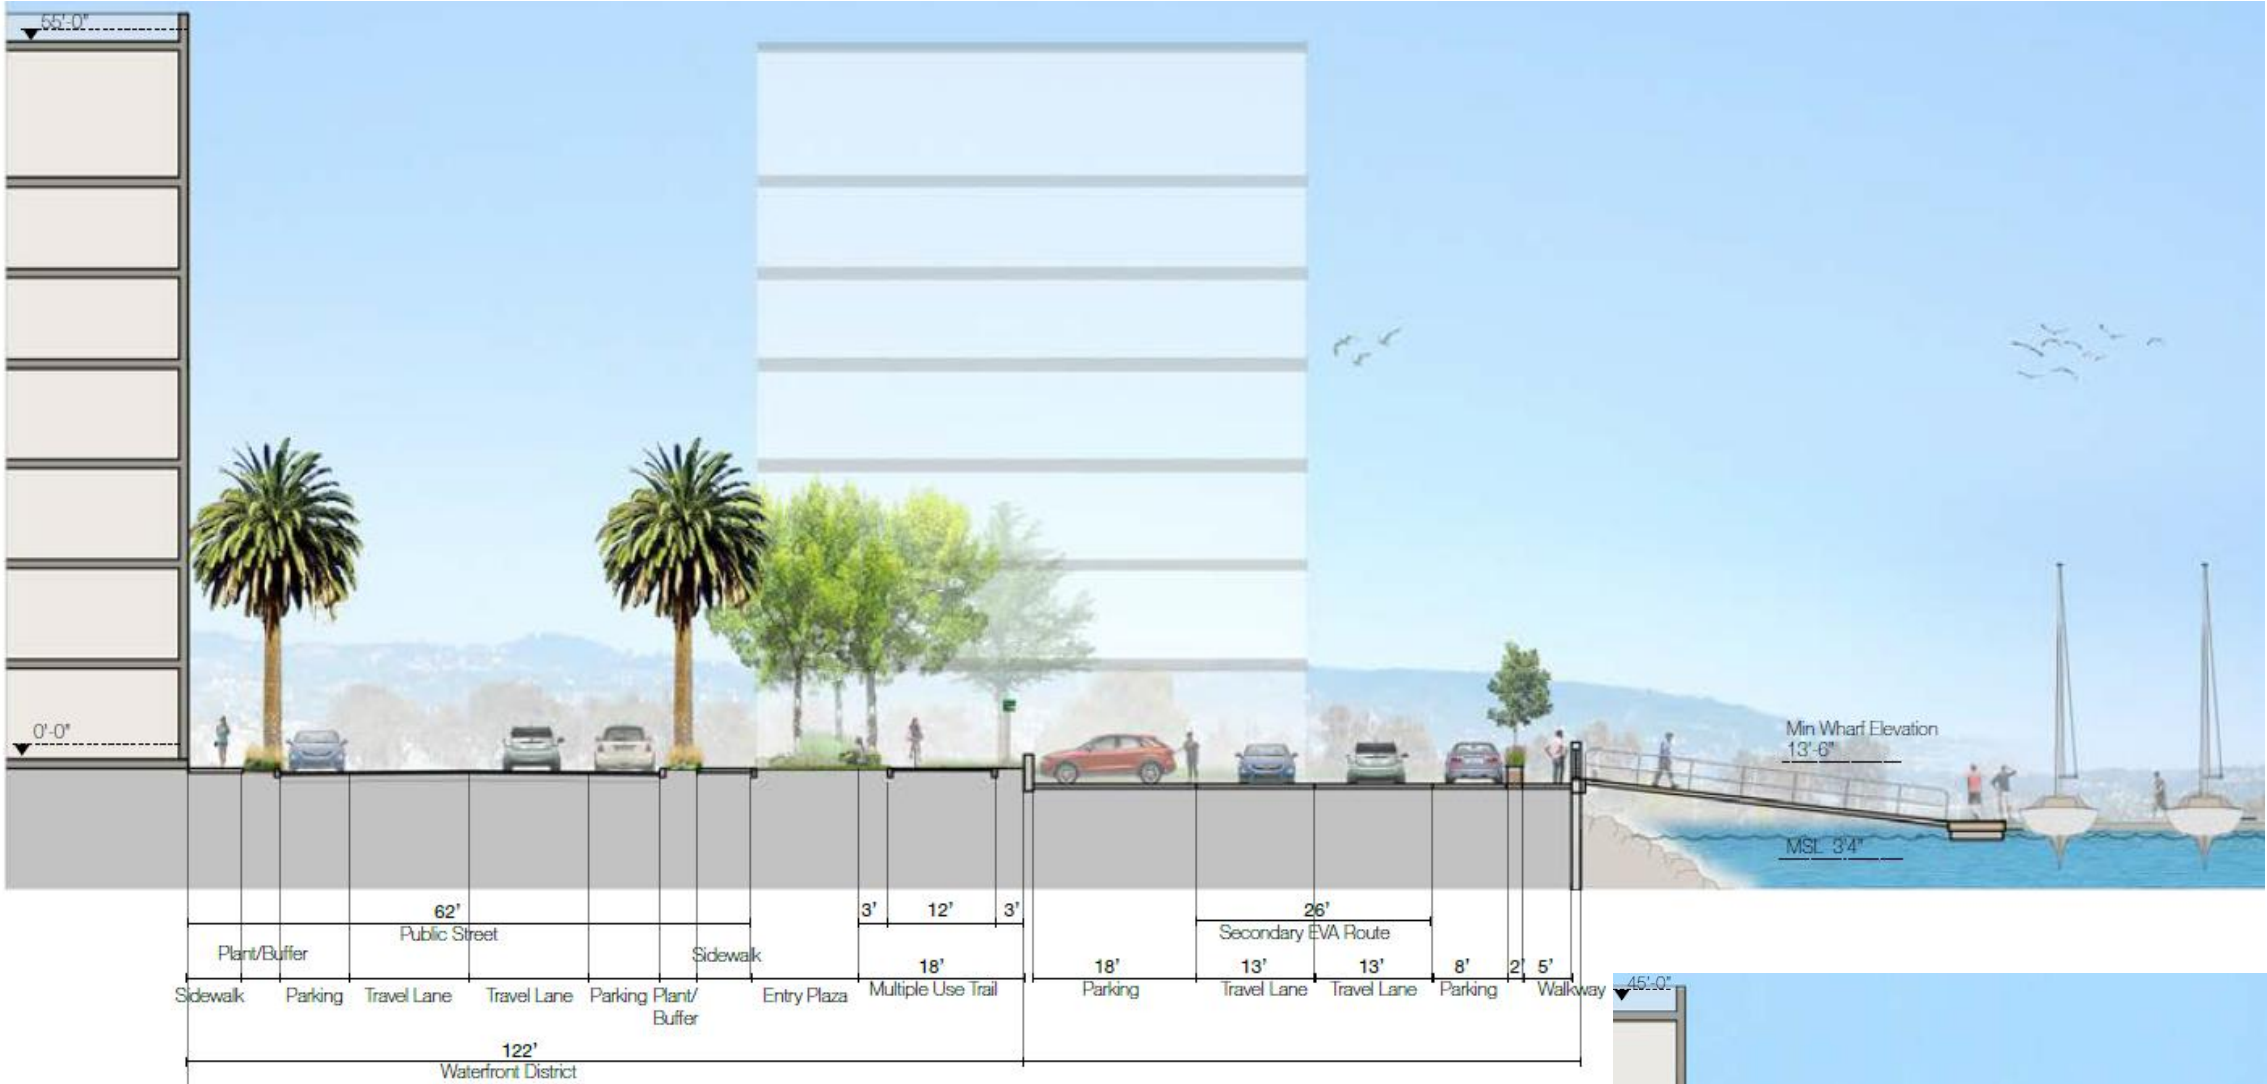 55'-0"
0'-0"
Min Wharf Elevation
13'-6"
MSL 3'4"
62'
3'
12'
3'
26'
Public Street
Secondary EVA Route
Plant/Buffer
Sidewalk
18'
18'
13'
13'
8'
2'
5'
Sidewalk
Parking
Travel Lane
Travel Lane
Parking
Plant/
Buffer
Entry Plaza
Multiple Use Trail
Parking
Travel Lane
Travel Lane
Parking
Walkway
45'-0"
122'
Waterfront District